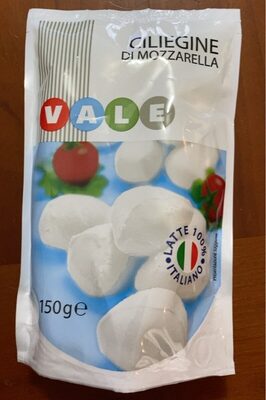 CILIEGINE
DI MOZZARELLA
VALE
LATTE 100%
ITALIANO
150g℮